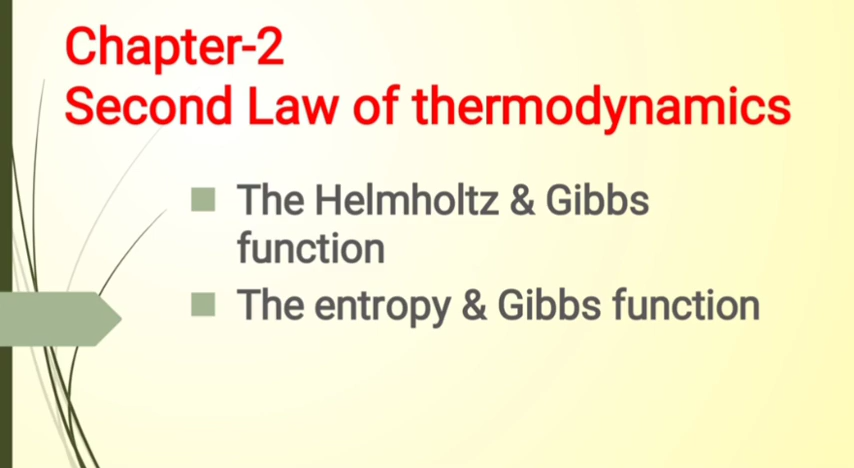 Chapter-2
Second Law of thermodynamics
The Helmholtz & Gibbs
function
The entropy & Gibbs function